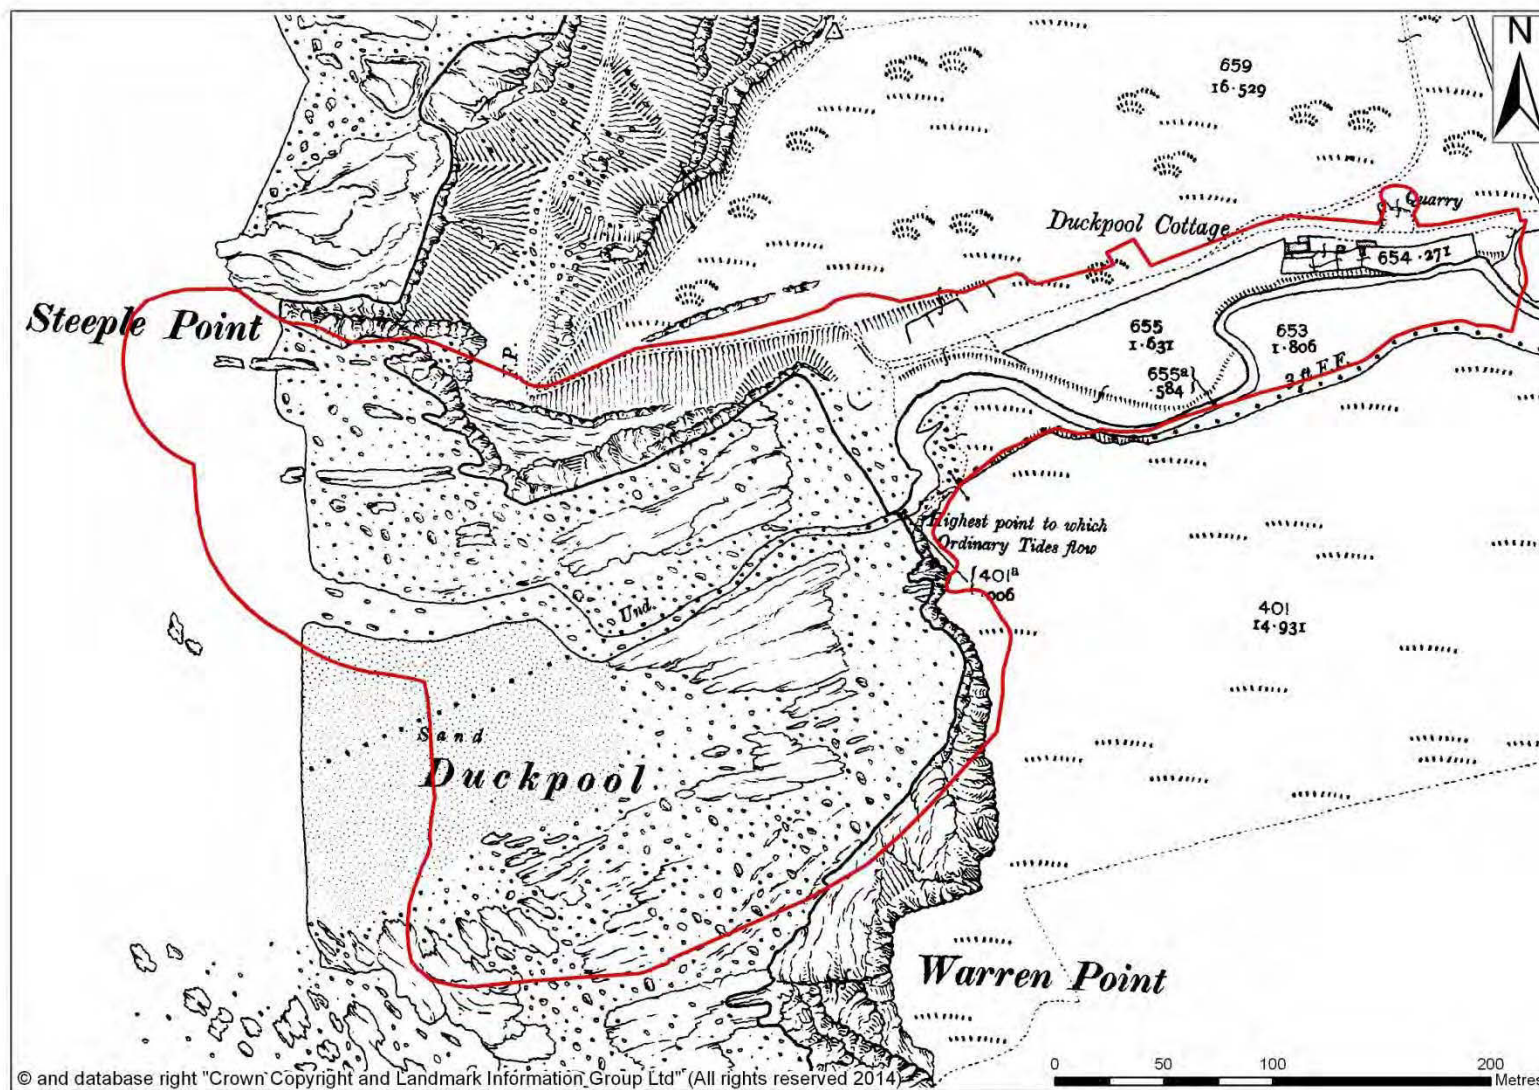 N
659
16·529
Quarry
Duckpool Cottage
654 ·271
Steeple Point
F.P.
655
1·631
653
1·806
655ª
·584
3 ft F.F.
Highest point to which
Ordinary Tides flow
401ª
·006
Und.
401
14·931
Sand
Duckpool
Warren Point
0 50 100 200
Metres
© and database right "Crown Copyright and Landmark Information Group Ltd" (All rights reserved 2014)